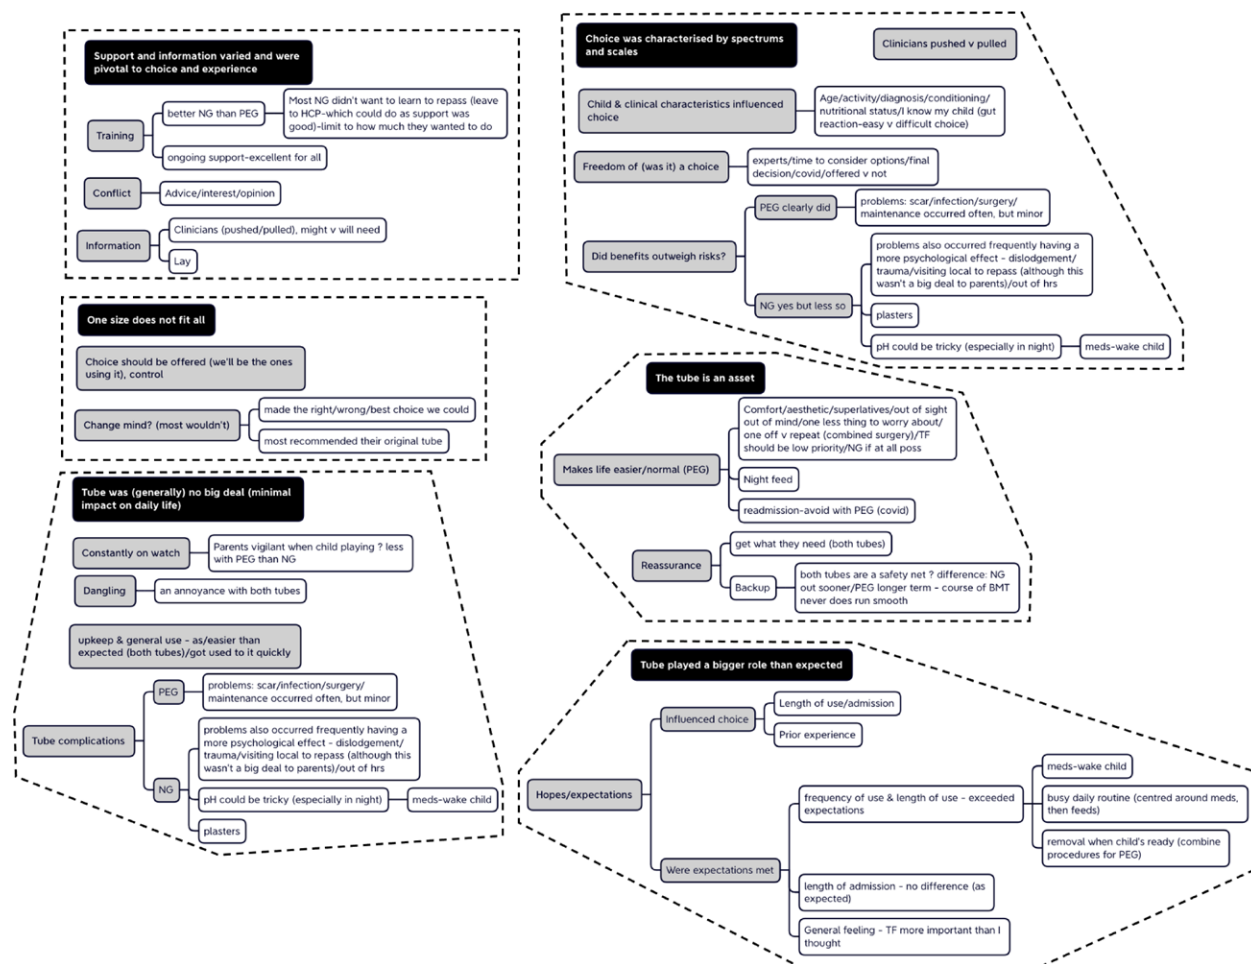 Support and information varied and were
pivotal to choice and experience
Training
better NG than PEG
Most NG didn't want to learn to repass (leave
to HCP-which could do as support was
good)-limit to how much they wanted to do
ongoing support-excellent for all
Conflict
Advice/interest/opinion
Information
Clinicians (pushed/pulled), might v will need
Lay
One size does not fit all
Choice should be offered (we'll be the ones
using it), control
Change mind? (most wouldn't)
made the right/wrong/best choice we could
most recommended their original tube
Tube was (generally) no big deal (minimal
impact on daily life)
Constantly on watch
Parents vigilant when child playing ? less
with PEG than NG
Dangling
an annoyance with both tubes
upkeep & general use - as/easier than
expected (both tubes)/got used to it quickly
Tube complications
PEG
problems: scar/infection/surgery/
maintenance occurred often, but minor
NG
problems also occurred frequently having a
more psychological effect - dislodgement/
trauma/visiting local to repass (although this
wasn't a big deal to parents)/out of hrs
pH could be tricky (especially in night)
meds-wake child
plasters
Choice was characterised by spectrums
and scales
Clinicians pushed v pulled
Child & clinical characteristics influenced
choice
Age/activity/diagnosis/conditioning/
nutritional status/I know my child (gut
reaction-easy v difficult choice)
Freedom of (was it) a choice
experts/time to consider options/final
decision/covid/offered v not
Did benefits outweigh risks?
PEG clearly did
problems: scar/infection/surgery/
maintenance occurred often, but minor
NG yes but less so
problems also occurred frequently having a
more psychological effect - dislodgement/
trauma/visiting local to repass (although this
wasn't a big deal to parents)/out of hrs
plasters
pH could be tricky (especially in night)
meds-wake child
The tube is an asset
Makes life easier/normal (PEG)
Comfort/aesthetic/superlatives/out of sight
out of mind/one less thing to worry about/
one off v repeat (combined surgery)/TF
should be low priority/NG if at all poss
Night feed
readmission-avoid with PEG (covid)
Reassurance
get what they need (both tubes)
Backup
both tubes are a safety net ? difference: NG
out sooner/PEG longer term - course of BMT
never does run smooth
Tube played a bigger role than expected
Hopes/expectations
Influenced choice
Length of use/admission
Prior experience
Were expectations met
frequency of use & length of use - exceeded
expectations
meds-wake child
busy daily routine (centred around meds,
then feeds)
removal when child's ready (combine
procedures for PEG)
length of admission - no difference (as
expected)
General feeling - TF more important than I
thought